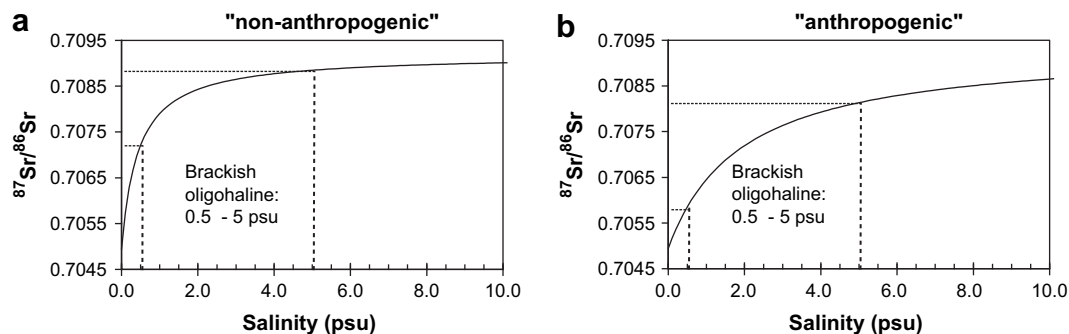 a
"non-anthropogenic"
0.7095
0.7085
0.7075
0.7065
0.7055
0.7045
87Sr/86Sr
Brackish
oligohaline:
0.5 - 5 psu
0.0 2.0 4.0 6.0 8.0 10.0
Salinity (psu)
b
"anthropogenic"
0.7095
0.7085
0.7075
0.7065
0.7055
0.7045
87Sr/86Sr
Brackish
oligohaline:
0.5 - 5 psu
0.0 2.0 4.0 6.0 8.0 10.0
Salinity (psu)